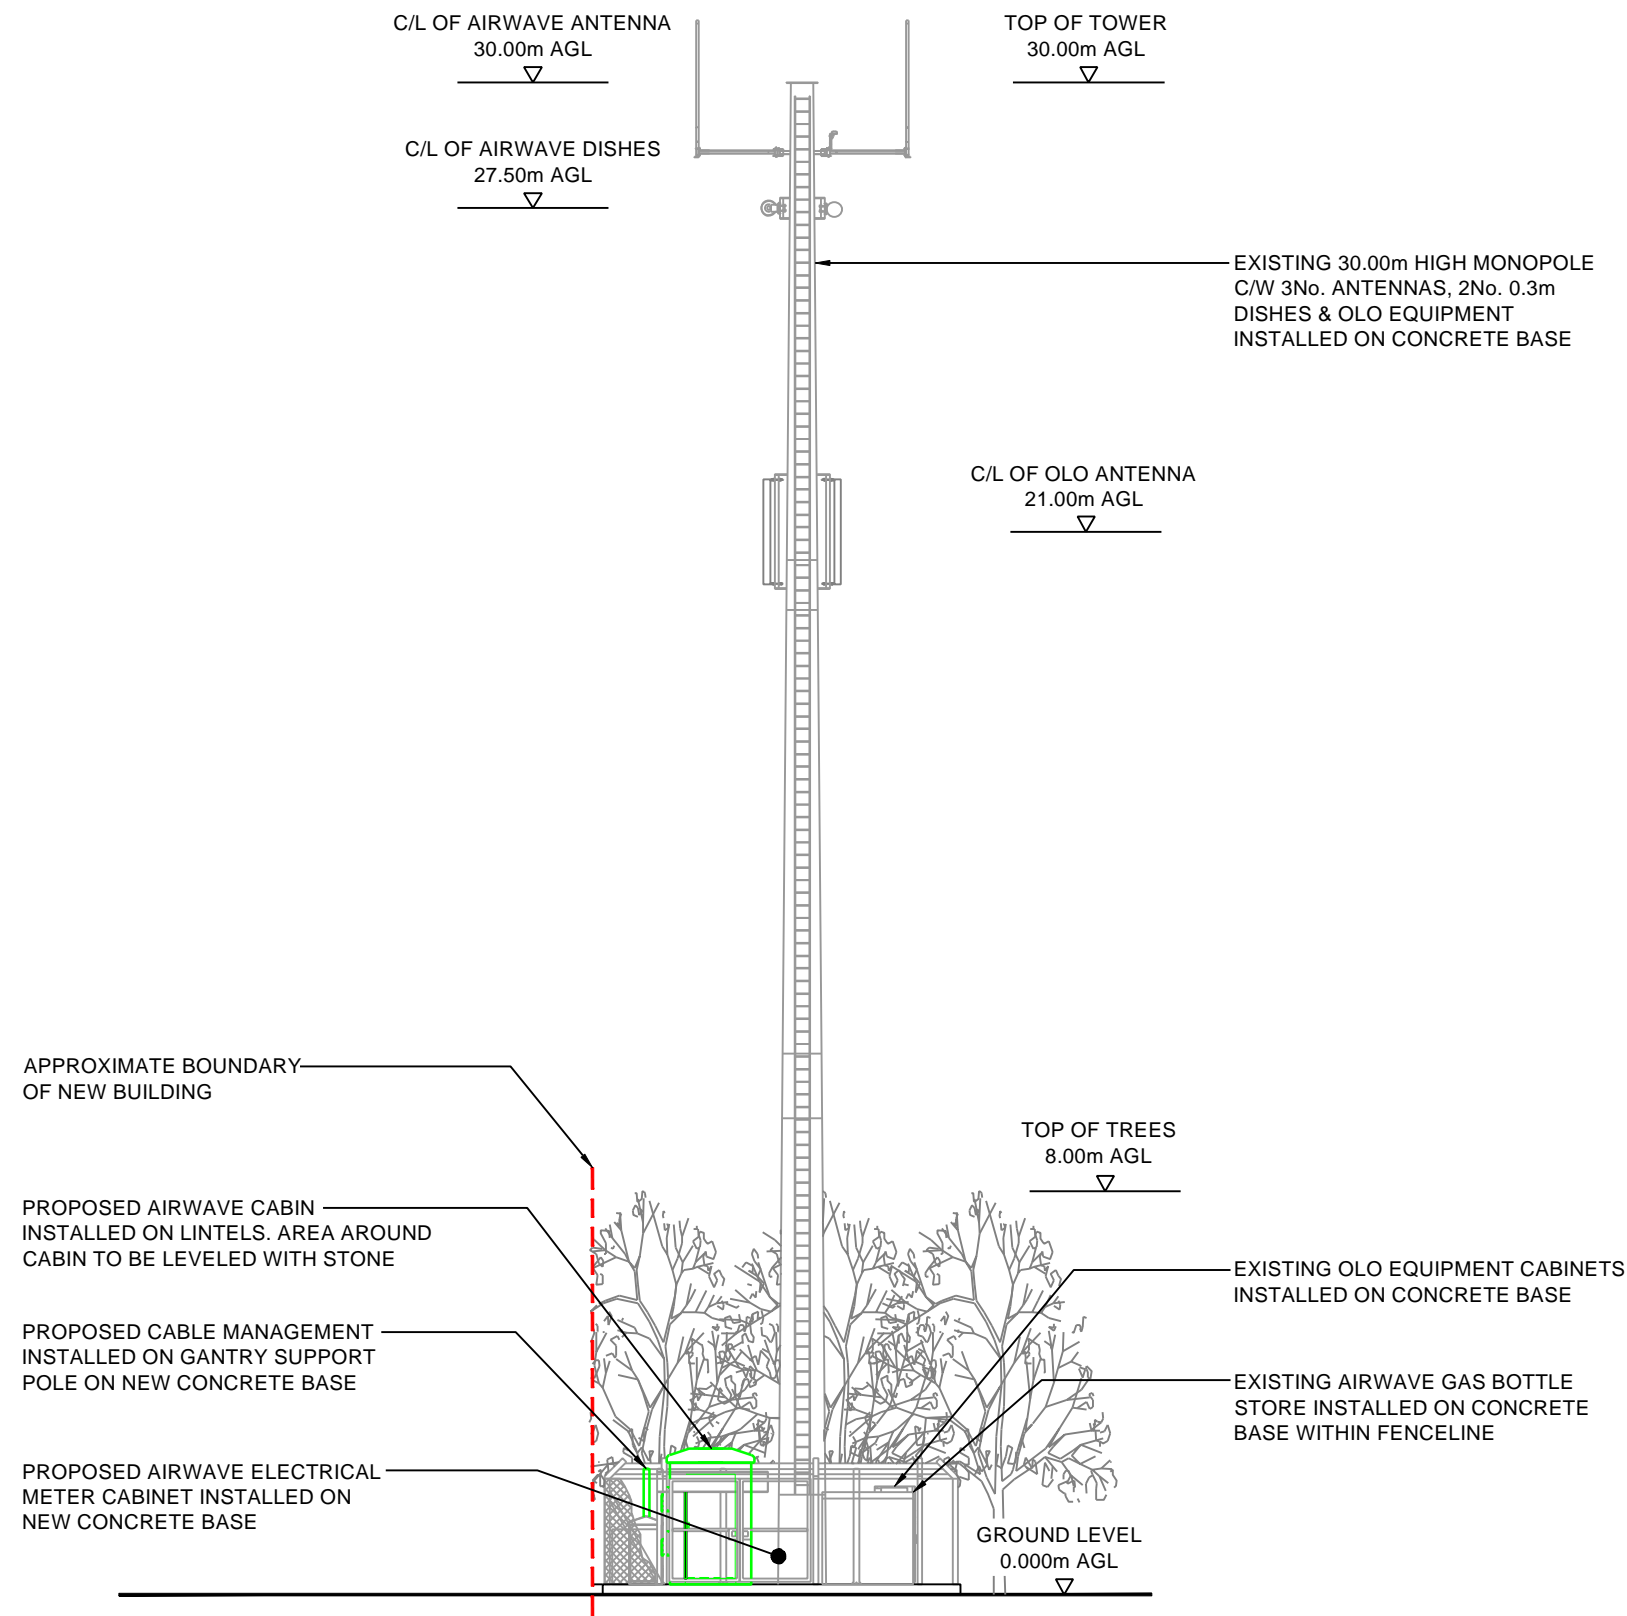 C/L OF AIRWAVE ANTENNA
30.00m AGL
TOP OF TOWER
30.00m AGL
C/L OF AIRWAVE DISHES
27.50m AGL
EXISTING 30.00m HIGH MONOPOLE
C/W 3No. ANTENNAS, 2No. 0.3m
DISHES & OLO EQUIPMENT
INSTALLED ON CONCRETE BASE
C/L OF OLO ANTENNA
21.00m AGL
APPROXIMATE BOUNDARY
OF NEW BUILDING
TOP OF TREES
8.00m AGL
PROPOSED AIRWAVE CABIN
INSTALLED ON LINTELS. AREA AROUND
CABIN TO BE LEVELED WITH STONE
EXISTING OLO EQUIPMENT CABINETS
INSTALLED ON CONCRETE BASE
PROPOSED CABLE MANAGEMENT
INSTALLED ON GANTRY SUPPORT
POLE ON NEW CONCRETE BASE
EXISTING AIRWAVE GAS BOTTLE
STORE INSTALLED ON CONCRETE
BASE WITHIN FENCELINE
PROPOSED AIRWAVE ELECTRICAL
METER CABINET INSTALLED ON
NEW CONCRETE BASE
GROUND LEVEL
0.000m AGL